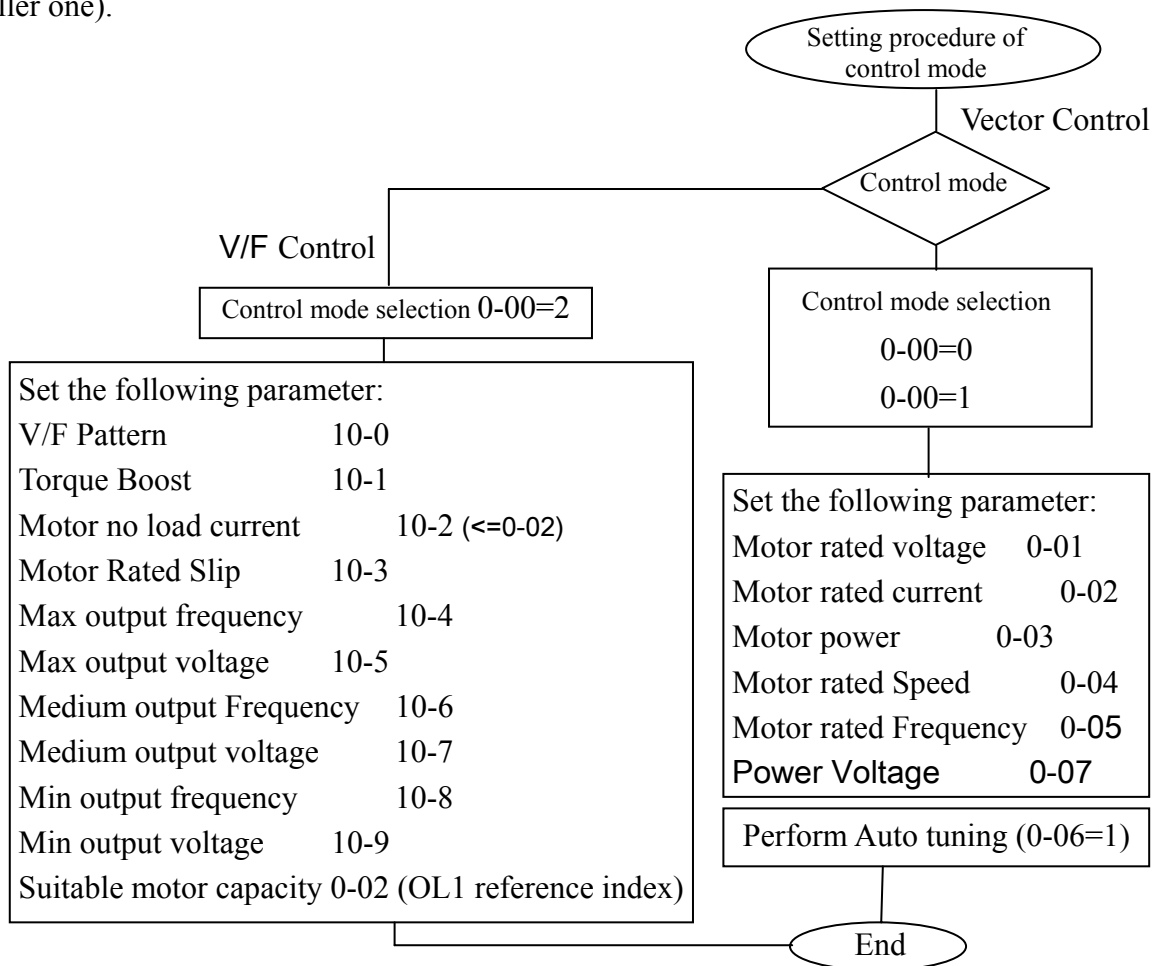 ller one).
Setting procedure of
control mode
Vector Control
Control mode
V/F Control
Control mode selection 0-00=2
Control mode selection
0-00=0
0-00=1
Set the following parameter:
V/F Pattern 10-0
Torque Boost 10-1
Motor no load current 10-2 (<=0-02)
Motor Rated Slip 10-3
Max output frequency 10-4
Max output voltage 10-5
Medium output Frequency 10-6
Medium output voltage 10-7
Min output frequency 10-8
Min output voltage 10-9
Suitable motor capacity 0-02 (OL1 reference index)
Set the following parameter:
Motor rated voltage 0-01
Motor rated current 0-02
Motor power 0-03
Motor rated Speed 0-04
Motor rated Frequency 0-05
Power Voltage 0-07
Perform Auto tuning (0-06=1)
End